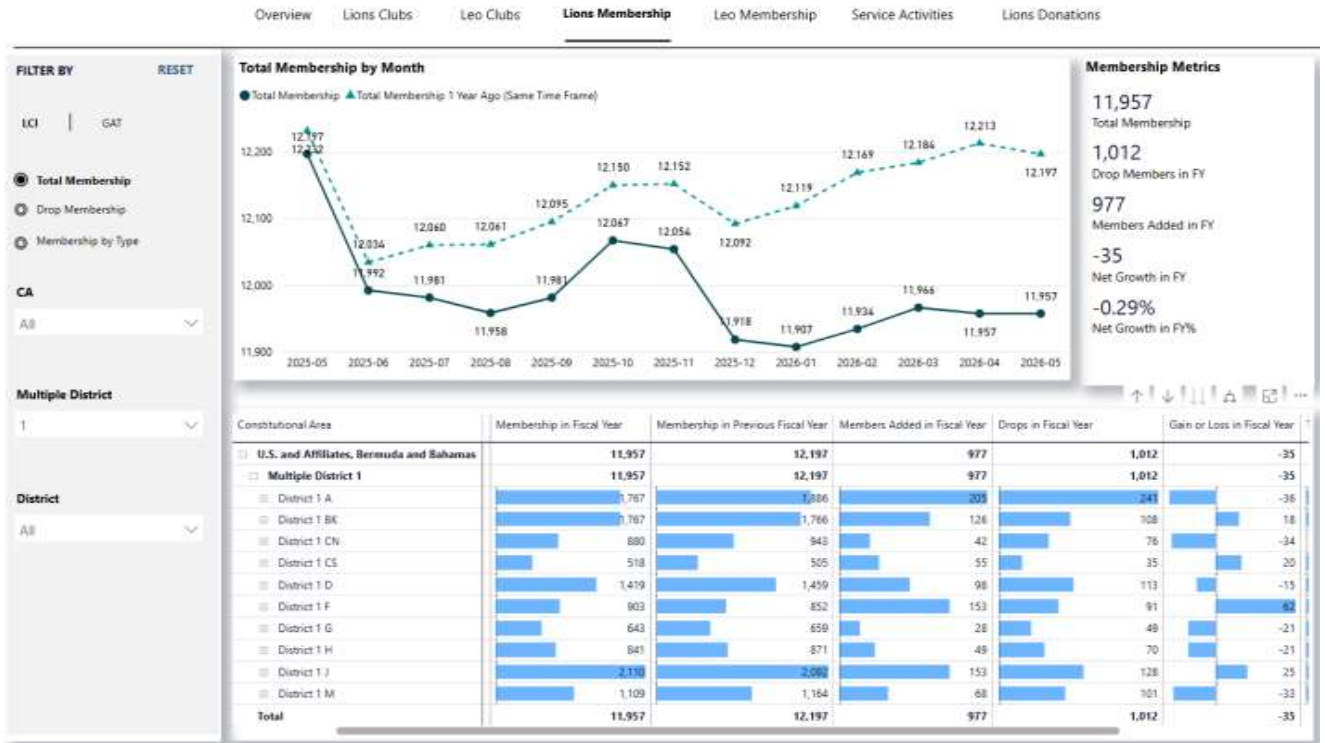 Overview Lions Clubs Leo Clubs Lions Membership Leo Membership Service Activities Lions Donations
FILTER BY RESET
LCI | GAT
Total Membership
Drop Membership
Membership by Type
CA
All
Multiple District
1
District
All
Total Membership by Month
Total Membership Total Membership 1 Year Ago (Same Time Frame)
12,200
12,100
12,000
11,900
12,197 12,034 12,060 12,061 12,095 12,150 12,152 12,092 12,119 12,169 12,184 12,213 12,197
12,232 11,992 11,981 11,958 11,981 12,067 12,054 11,918 11,907 11,934 11,966 11,957 11,957
2025-05 2025-06 2025-07 2025-08 2025-09 2025-10 2025-11 2025-12 2026-01 2026-02 2026-03 2026-04 2026-05
Membership Metrics
11,957
Total Membership
1,012
Drop Members in FY
977
Members Added in FY
-35
Net Growth in FY
-0.29%
Net Growth in FY%
Constitutional Area Membership in Fiscal Year Membership in Previous Fiscal Year Members Added in Fiscal Year Drops in Fiscal Year Gain or Loss in Fiscal Year
U.S. and Affiliates, Bermuda and Bahamas 11,957 12,197 977 1,012 -35
Multiple District 1 11,957 12,197 977 1,012 -35
District 1 A 1,767 1,886 205 241 -36
District 1 BK 1,767 1,766 126 108 18
District 1 CN 880 943 42 76 -34
District 1 CS 518 505 55 35 20
District 1 D 1,419 1,459 98 113 -15
District 1 F 903 852 153 91 62
District 1 G 643 659 28 49 -21
District 1 H 841 871 49 70 -21
District 1 J 2,110 2,092 153 128 25
District 1 M 1,109 1,164 68 101 -33
Total 11,957 12,197 977 1,012 -35